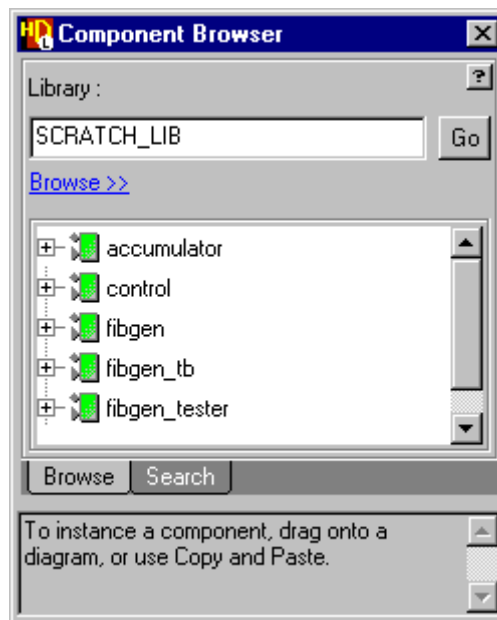 HDL Component Browser
?
Library :
SCRATCH_LIB
Go
Browse >>
accumulator
control
fibgen
fibgen_tb
fibgen_tester
Browse Search
To instance a component, drag onto a
diagram, or use Copy and Paste.